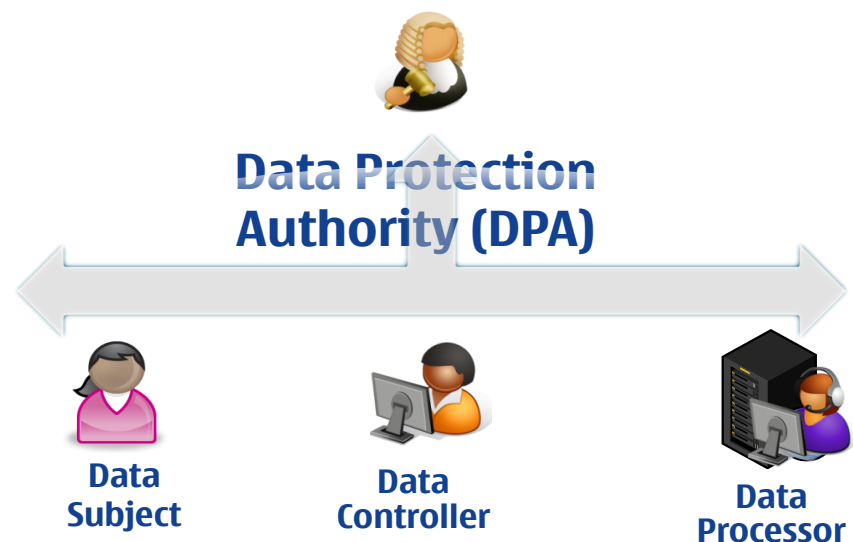 Data Protection
Authority (DPA)
Data
Subject
Data
Controller
Data
Processor